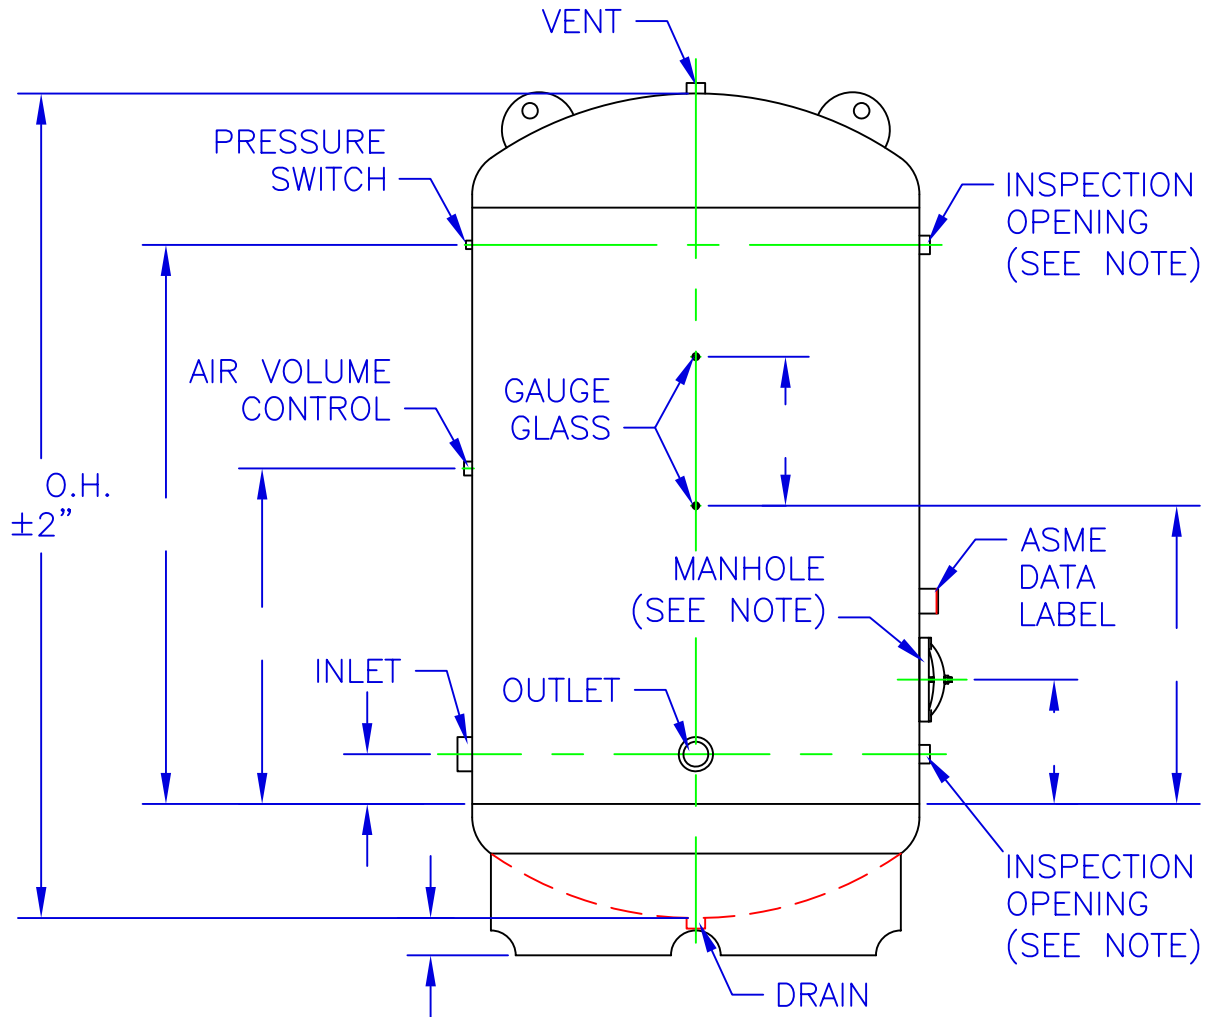 VENT
PRESSURE
SWITCH
INSPECTION
OPENING
(SEE NOTE)
AIR VOLUME
CONTROL
GAUGE
GLASS
O.H.
±2”
ASME
DATA
LABEL
MANHOLE
(SEE NOTE)
INLET
OUTLET
INSPECTION
OPENING
(SEE NOTE)
DRAIN